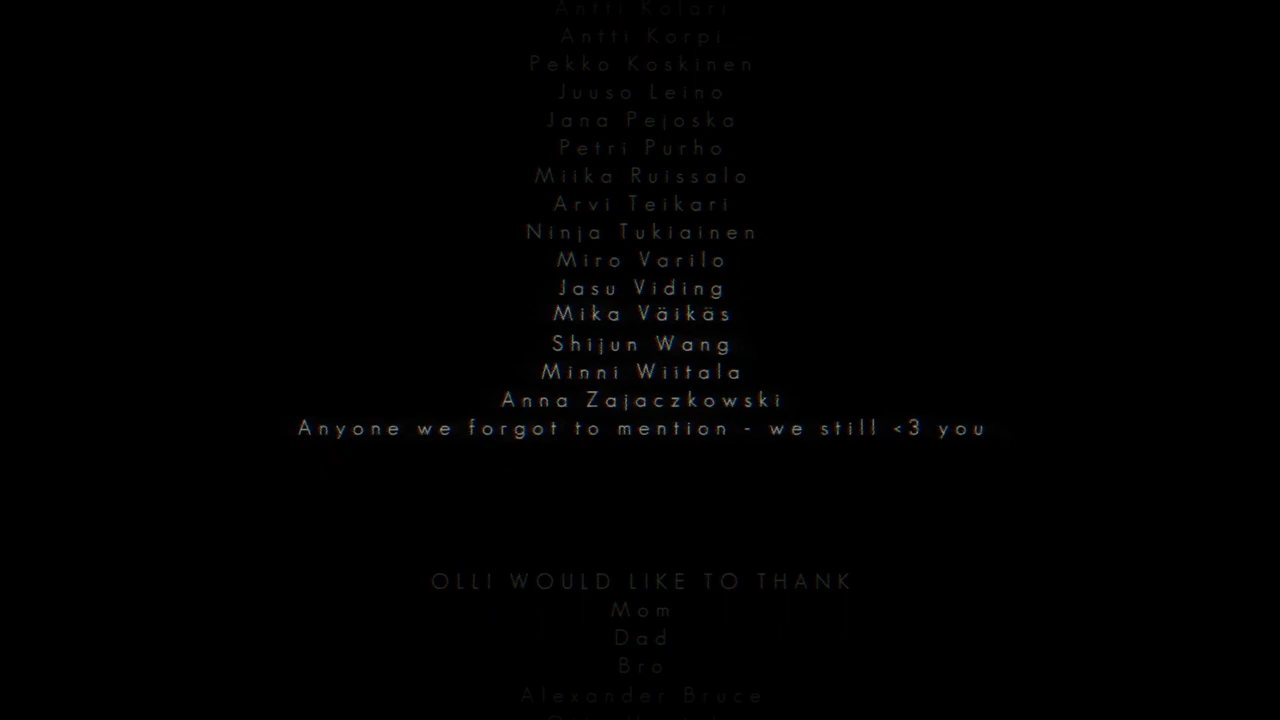 Antti Kolari
Antti Korpi
Pekko Koskinen
Juuso Leino
Jana Pejoska
Petri Purho
Miika Ruissalo
Arvi Teikari
Ninja Tukiainen
Miro Varilo
Jasu Viding
Mika Väikäs
Shijun Wang
Minni Wiitala
Anna Zajaczkowski
Anyone we forgot to mention - we still <3 you
OLLI WOULD LIKE TO THANK
Mom
Dad
Bro
Alexander Bruce